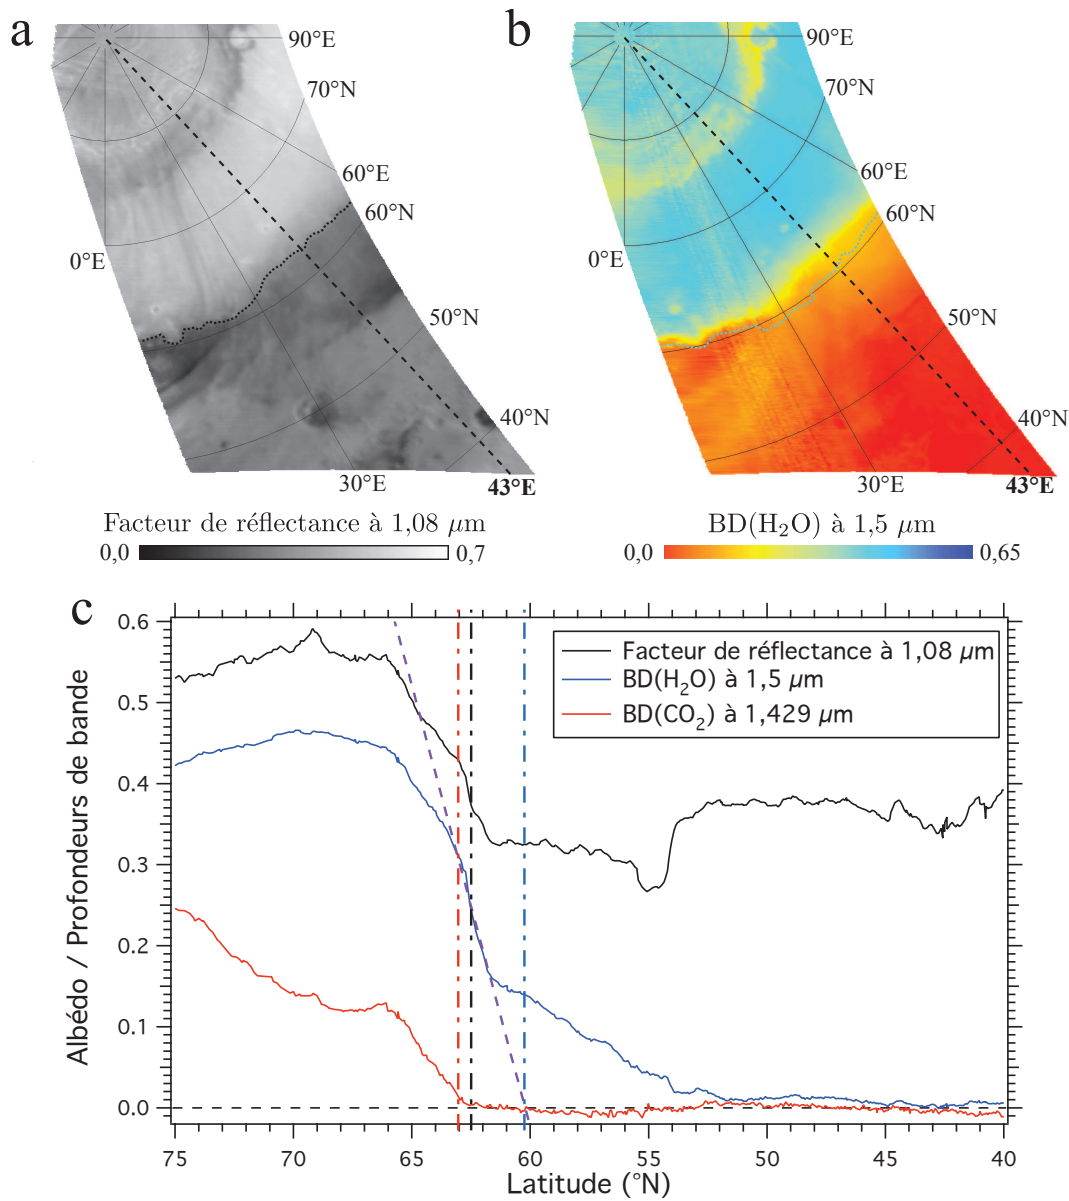 a
90°E
70°N
60°E
60°N
0°E
50°N
40°N
30°E
43°E
Facteur de réflectance à 1,08 μm
0,0
0,7
b
90°E
70°N
60°E
60°N
0°E
50°N
40°N
30°E
43°E
BD(H₂O) à 1,5 μm
0,0
0,65
c
Facteur de réflectance à 1,08 μm
BD(H₂O) à 1,5 μm
BD(CO₂) à 1,429 μm
Albédo / Profondeurs de bande
0.6
0.5
0.4
0.3
0.2
0.1
0.0
75 70 65 60 55 50 45 40
Latitude (°N)